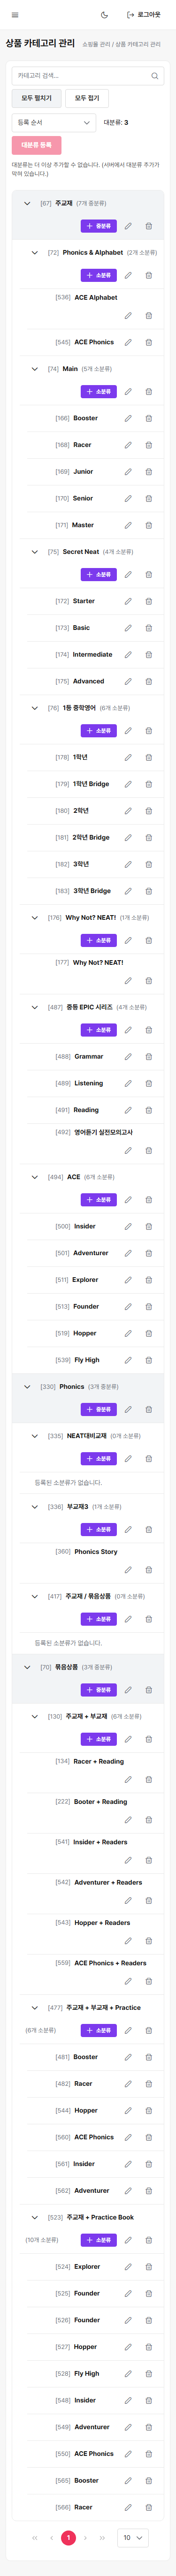 로그아웃
상품 카테고리 관리 쇼핑몰 관리 / 상품 카테고리 관리
카테고리 검색...
모두 펼치기 모두 접기
등록 순서 대분류: 3
대분류 등록
대분류는 더 이상 추가할 수 없습니다. (서버에서 대분류 추가가
막혀 있습니다.)
[67] 주교재 (7개 중분류)
+ 중분류
[72] Phonics & Alphabet (2개 소분류)
+ 소분류
[536] ACE Alphabet
[545] ACE Phonics
[74] Main (5개 소분류)
+ 소분류
[166] Booster
[168] Racer
[169] Junior
[170] Senior
[171] Master
[75] Secret Neat (4개 소분류)
+ 소분류
[172] Starter
[173] Basic
[174] Intermediate
[175] Advanced
[76] 1등 중학영어 (6개 소분류)
+ 소분류
[178] 1학년
[179] 1학년 Bridge
[180] 2학년
[181] 2학년 Bridge
[182] 3학년
[183] 3학년 Bridge
[176] Why Not? NEAT! (1개 소분류)
+ 소분류
[177] Why Not? NEAT!
[487] 중등 EPIC 시리즈 (4개 소분류)
+ 소분류
[488] Grammar
[489] Listening
[491] Reading
[492] 영어듣기 실전모의고사
[494] ACE (6개 소분류)
+ 소분류
[500] Insider
[501] Adventurer
[511] Explorer
[513] Founder
[519] Hopper
[539] Fly High
[330] Phonics (3개 중분류)
+ 중분류
[335] NEAT대비교재 (0개 소분류)
+ 소분류
등록된 소분류가 없습니다.
[336] 부교재3 (1개 소분류)
+ 소분류
[360] Phonics Story
[417] 주교재 / 묶음상품 (0개 소분류)
+ 소분류
등록된 소분류가 없습니다.
[70] 묶음상품 (3개 중분류)
+ 중분류
[130] 주교재 + 부교재 (6개 소분류)
+ 소분류
[134] Racer + Reading
[222] Booter + Reading
[541] Insider + Readers
[542] Adventurer + Readers
[543] Hopper + Readers
[559] ACE Phonics + Readers
[477] 주교재 + 부교재 + Practice
(6개 소분류) + 소분류
[481] Booster
[482] Racer
[544] Hopper
[560] ACE Phonics
[561] Insider
[562] Adventurer
[523] 주교재 + Practice Book
(10개 소분류) + 소분류
[524] Explorer
[525] Founder
[526] Founder
[527] Hopper
[528] Fly High
[548] Insider
[549] Adventurer
[550] ACE Phonics
[565] Booster
[566] Racer
1 10